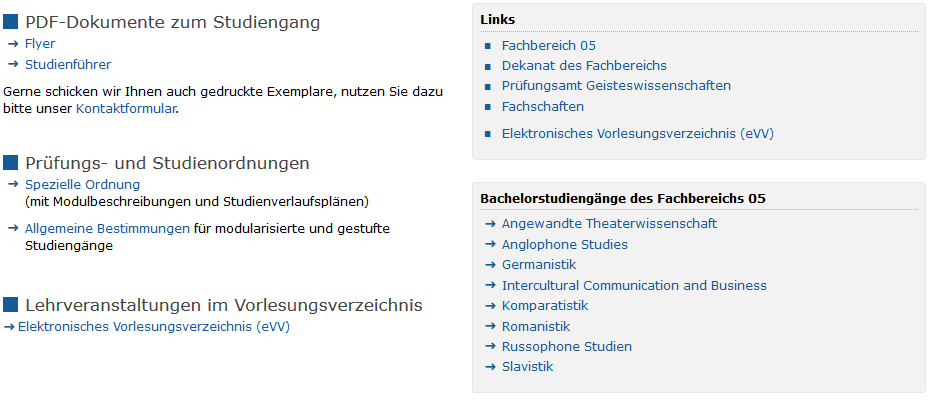 PDF-Dokumente zum Studiengang
Flyer
Studienführer
Gerne schicken wir Ihnen auch gedruckte Exemplare, nutzen Sie dazu
bitte unser Kontaktformular.
Prüfungs- und Studienordnungen
Spezielle Ordnung
(mit Modulbeschreibungen und Studienverlaufsplänen)
Allgemeine Bestimmungen für modularisierte und gestufte
Studiengänge
Lehrveranstaltungen im Vorlesungsverzeichnis
Elektronisches Vorlesungsverzeichnis (eVV)
Links
Fachbereich 05
Dekanat des Fachbereichs
Prüfungsamt Geisteswissenschaften
Fachschaften
Elektronisches Vorlesungsverzeichnis (eVV)
Bachelorstudiengänge des Fachbereichs 05
Angewandte Theaterwissenschaft
Anglophone Studies
Germanistik
Intercultural Communication and Business
Komparatistik
Romanistik
Russophone Studien
Slavistik